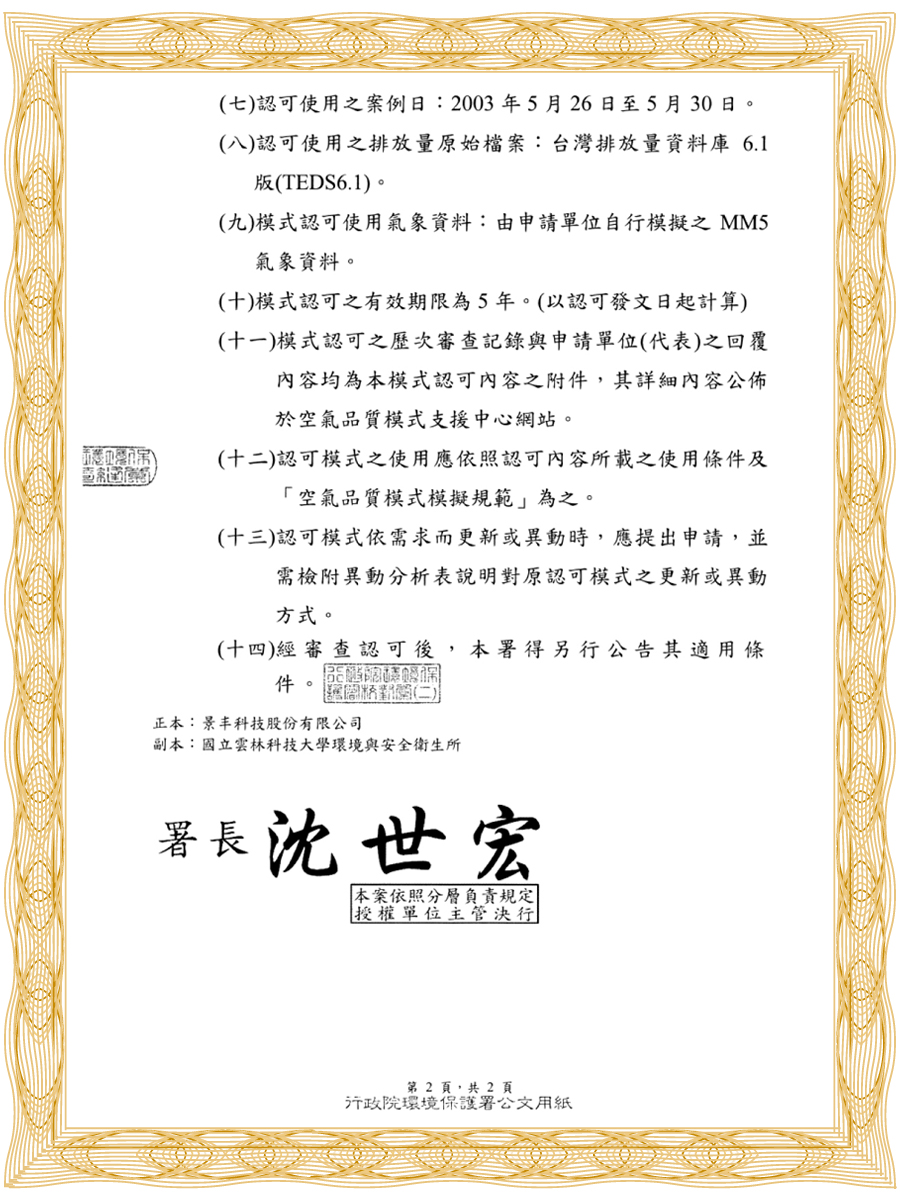 (七)認可使用之案例日：2003 年 5 月 26 日至 5 月 30 日。
(八)認可使用之排放量原始檔案：台灣排放量資料庫 6.1
版(TEDS6.1)。
(九)模式認可使用氣象資料：由申請單位自行模擬之 MM5
氣象資料。
(十)模式認可之有效期限為 5 年。(以認可發文日起計算)
(十一)模式認可之歷次審查記錄與申請單位(代表)之回覆
內容均為本模式認可內容之附件，其詳細內容公佈
於空氣品質模式支援中心網站。
(十二)認可模式之使用應依照認可內容所載之使用條件及
「空氣品質模式模擬規範」為之。
(十三)認可模式依需求而更新或異動時，應提出申請，並
需檢附異動分析表說明對原認可模式之更新或異動
方式。
(十四)經審查認可後，本署得另行公告其適用條
件。
正本：景丰科技股份有限公司
副本：國立雲林科技大學環境與安全衛生所
署長 沈世宏
本案依照分層負責規定
授權單位主管決行
第 2 頁，共 2 頁
行政院環境保護署公文用紙